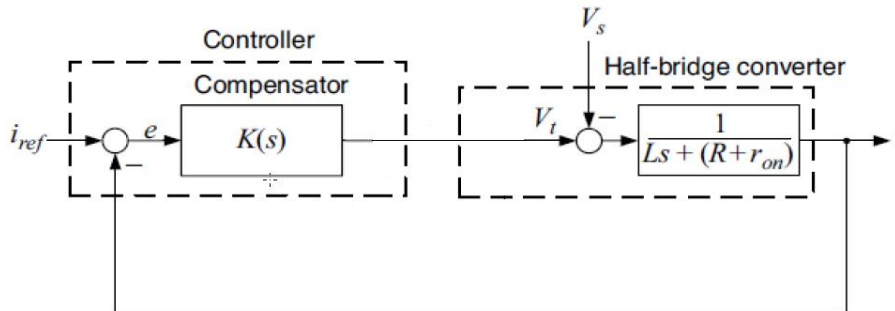 Controller
Compensator
i_ref
e
−
K(s)
V_s
Half-bridge converter
V_t
−
1
Ls + (R+r_on)